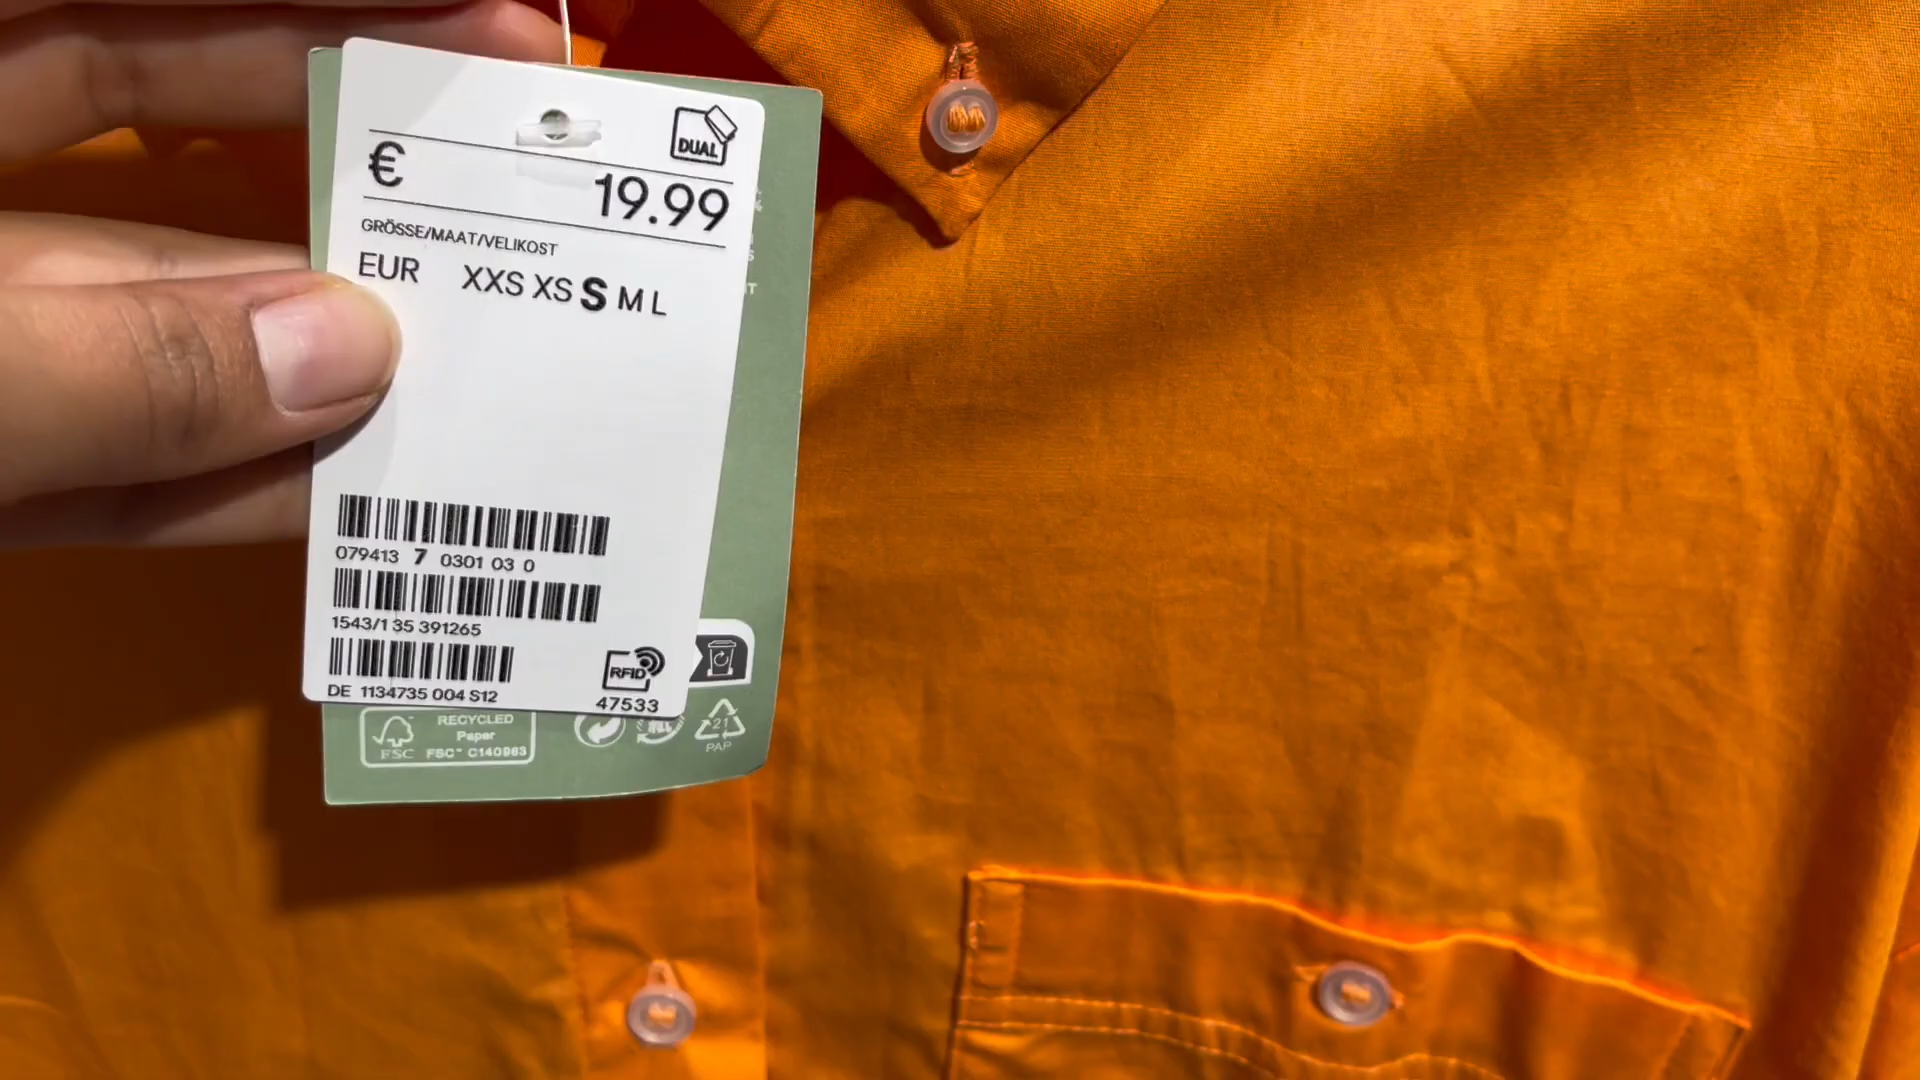 DUAL
€ 19.99
GRÖSSE/MAAT/VELIKOST
EUR XXS XS S M L
079413 7 0301 03 0
1543/1 35 391265
DE 1134735 004 S12
RFID
47533
FSC
RECYCLED
Paper
FSC™ C140963
21
PAP